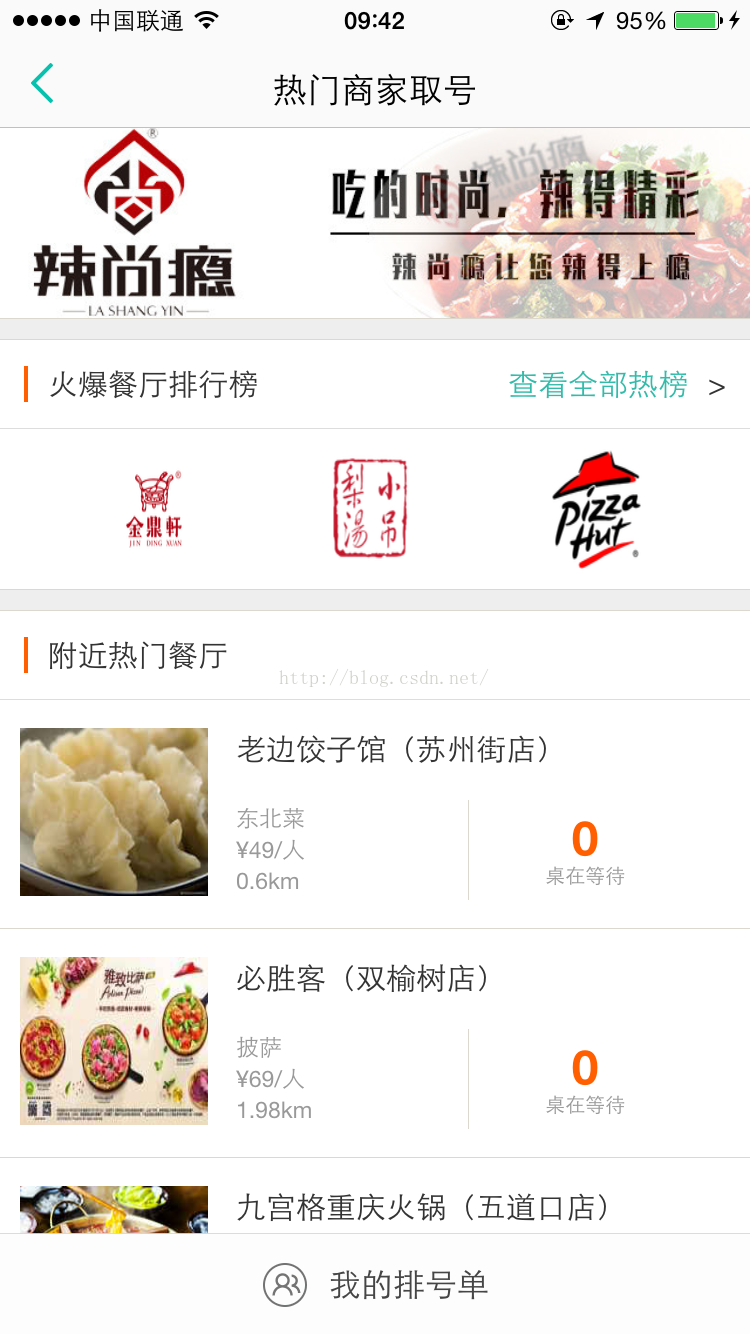 中国联通
09:42
95%
热门商家取号
辣尚瘾
LA SHANG YIN
吃的时尚,辣得精彩
辣尚瘾让您辣得上瘾
火爆餐厅排行榜
查看全部热榜 >
金鼎軒
JIN DING XUAN
小吊
梨湯
Pizza
Hut
附近热门餐厅
http://blog.csdn.net/
老边饺子馆（苏州街店）
东北菜
¥49/人
0.6km
0
桌在等待
雅致比萨
必胜客（双榆树店）
披萨
¥69/人
1.98km
0
桌在等待
九宫格重庆火锅（五道口店）
我的排号单